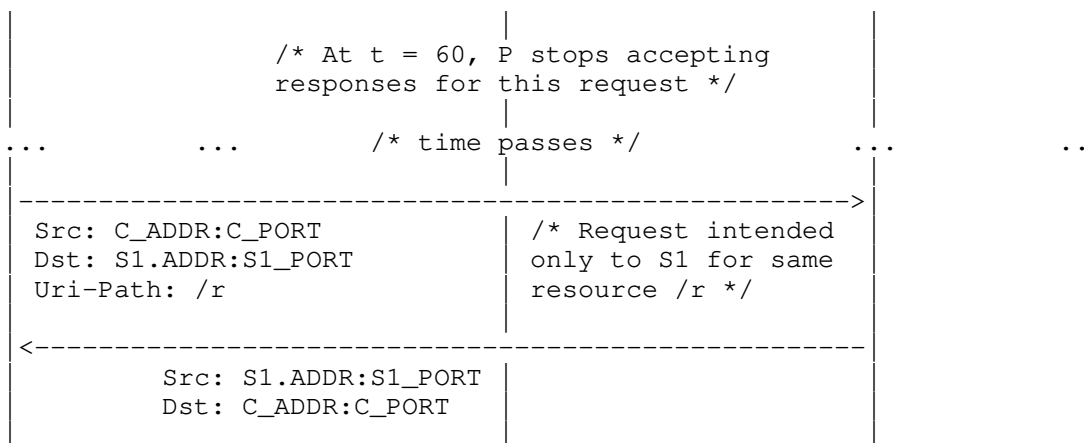 /* At t = 60, P stops accepting
responses for this request */
... ... /* time passes */ ... ..
|----------------------------------------------------->|
Src: C_ADDR:C_PORT | /* Request intended
Dst: S1.ADDR:S1_PORT | only to S1 for same
Uri-Path: /r | resource /r */
|<-----------------------------------------------------|
Src: S1.ADDR:S1_PORT |
Dst: C_ADDR:C_PORT |